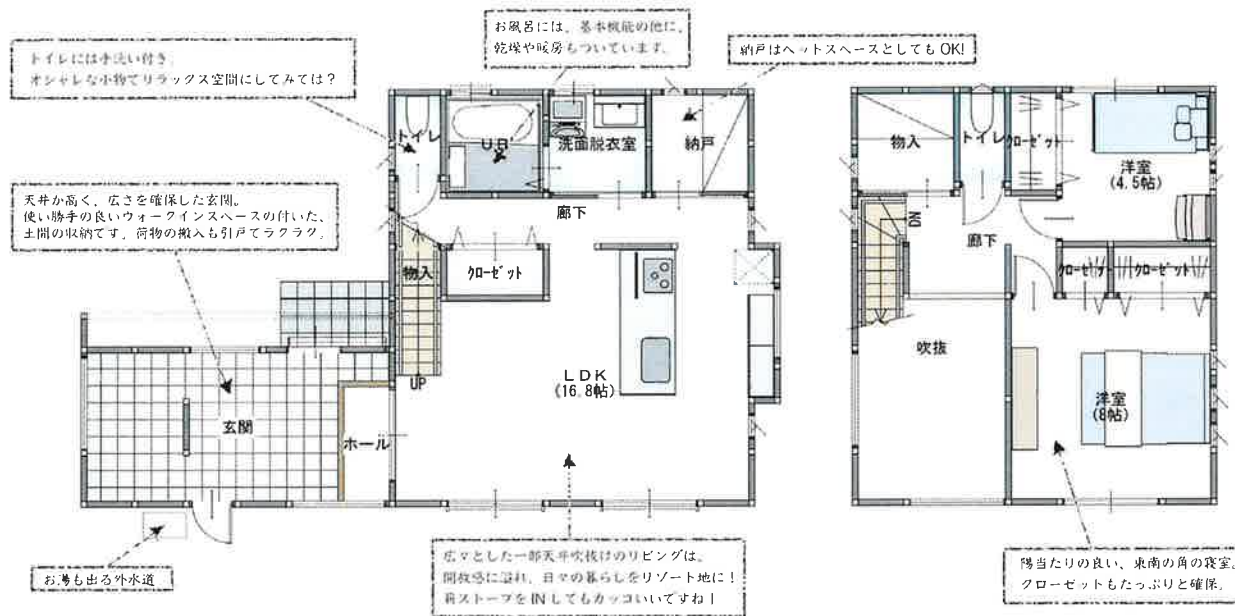 お風呂には、基本機能の他に、
乾燥や暖房もついています。
トイレには手洗い付き
オシャレな小物でリラックス空間にしてみては？
納戸はペットスペースとしてもOK!
天井が高く、広さを確保した玄関。
使い勝手の良いウォークインスペースの付いた、
土間の収納です。荷物の搬入も引戸でラクラク。
トイレ
UB
洗面脱衣室
納戸
廊下
物入
クローゼット
UP
LDK
(16.8帖)
玄関
ホール
お湯も出る外水道
広々とした一部天井吹抜けのリビングは、
開放感に溢れ、日々の暮らしをリゾート地に！
薪ストーブをINしてもカッコいいですね！
物入
トイレ
クローゼット
洋室
(4.5帖)
DN
廊下
クローゼット
クローゼット
吹抜
洋室
(8帖)
陽当たりの良い、東南の角の寝室。
クローゼットもたっぷりと確保。